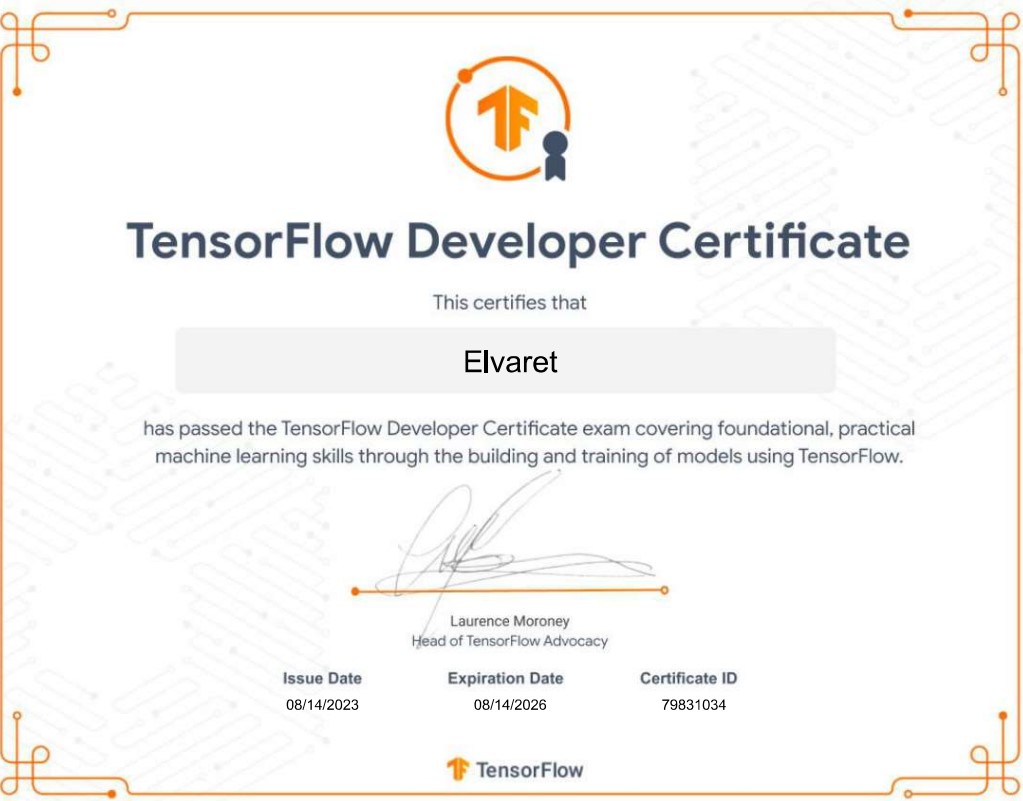 TensorFlow Developer Certificate
This certifies that
Elvaret
has passed the TensorFlow Developer Certificate exam covering foundational, practical
machine learning skills through the building and training of models using TensorFlow.
Laurence Moroney
Head of TensorFlow Advocacy
Issue Date Expiration Date Certificate ID
08/14/2023 08/14/2026 79831034
TensorFlow